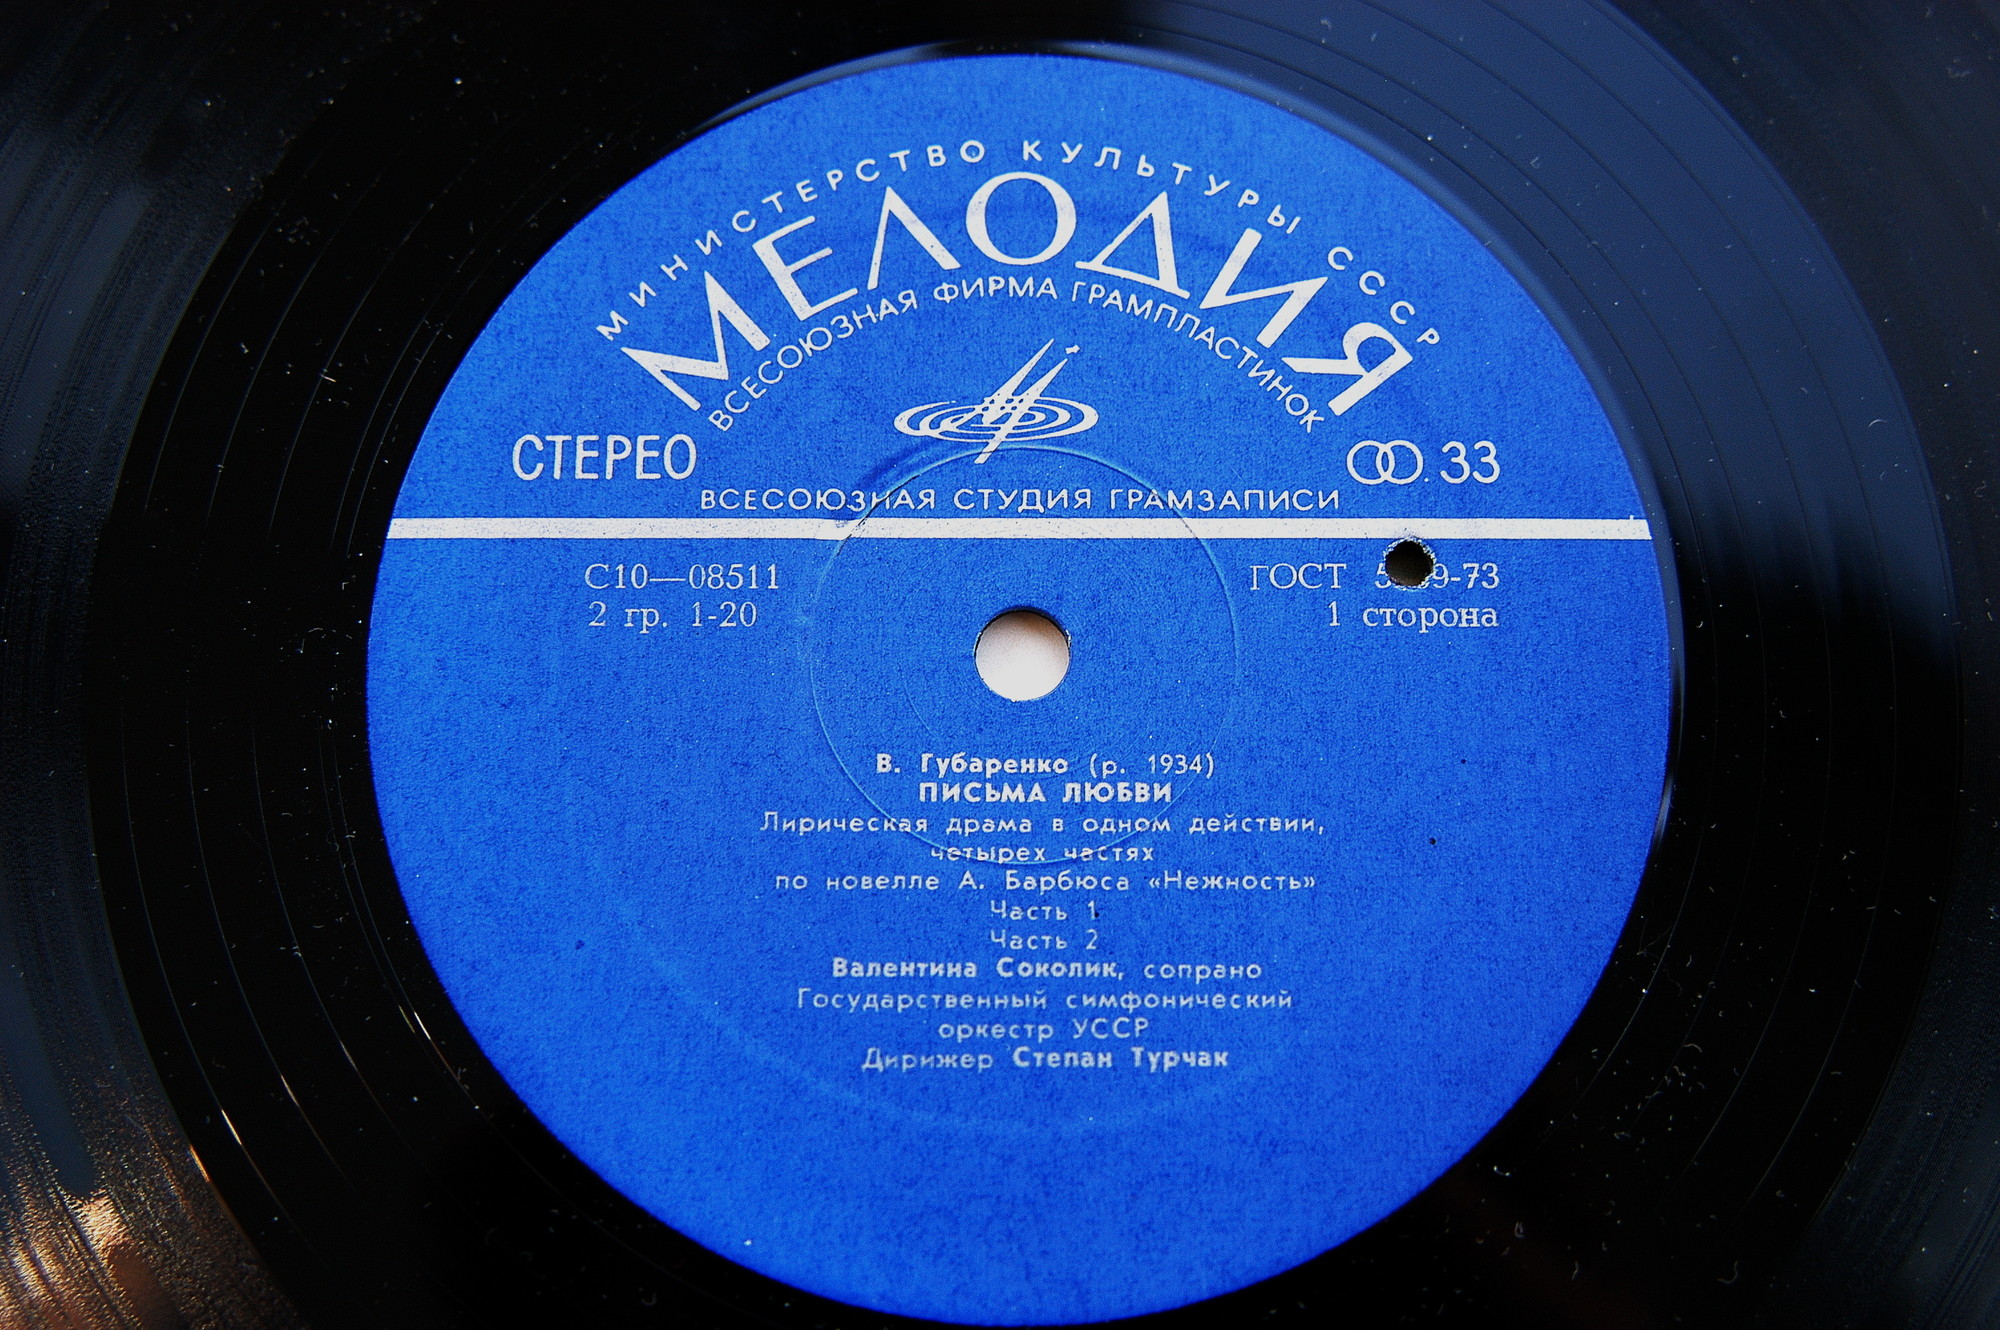 МИНИСТЕРСТВО КУЛЬТУРЫ СССР
МЕЛОДИЯ
ВСЕСОЮЗНАЯ ФИРМА ГРАМПЛАСТИНОК
СТЕРЕО
33
ВСЕСОЮЗНАЯ СТУДИЯ ГРАМЗАПИСИ
С10—08511
ГОСТ
2 гр. 1-20
1 сторона
В. Губаренко (р. 1934)
ПИСЬМА ЛЮБВИ
Лирическая драма в одном действии,
четырех частях
по новелле А. Барбюса «Нежность»
Часть 1
Часть 2
Валентина Соколик, сопрано
Государственный симфонический
оркестр УССР
Дирижер Степан Турчак